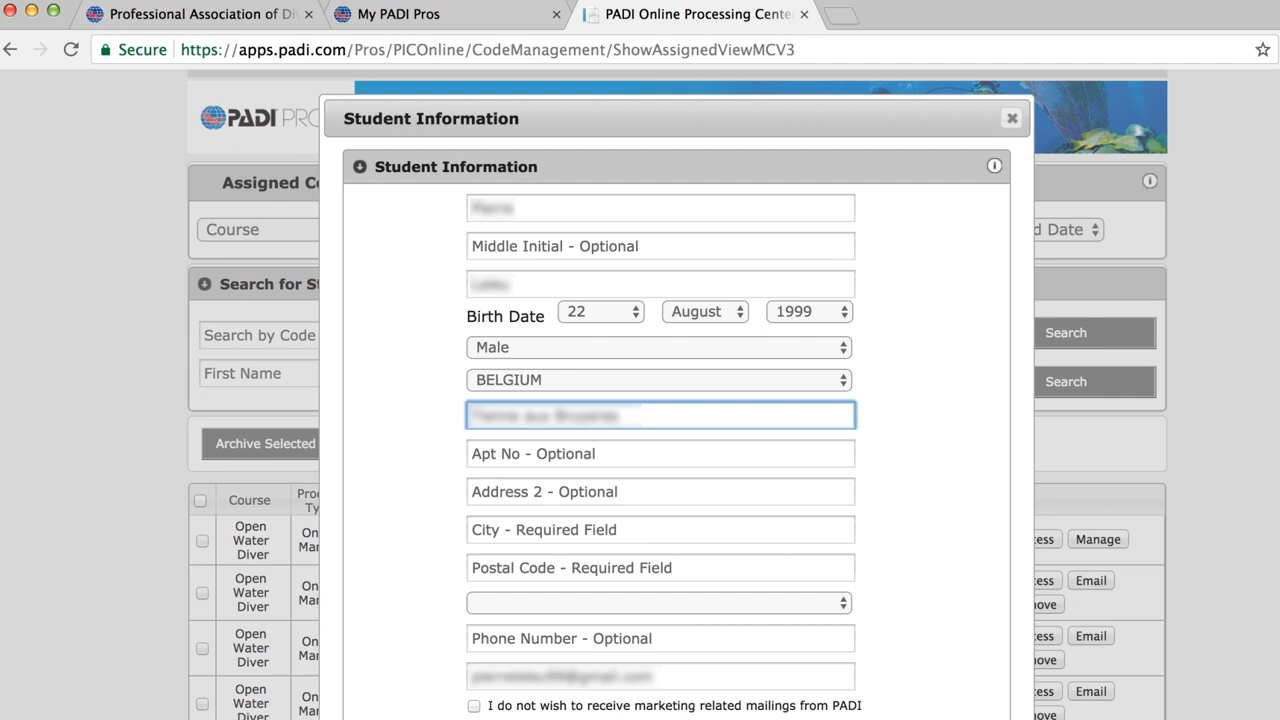 Professional Association of Di
My PADI Pros
PADI Online Processing Cente
Secure https://apps.padi.com/Pros/PICOnline/CodeManagement/ShowAssignedViewMCV3
PADI PRO
Student Information
Student Information
Assigned Co
Course
d Date
Middle Initial - Optional
Search for St
Birth Date 22 August 1999
Search by Code
Search
Male
First Name
BELGIUM
Search
Archive Selected
Apt No - Optional
Address 2 - Optional
Course
City - Required Field
Open Water Diver
Manage
Postal Code - Required Field
Open Water Diver
Email
Phone Number - Optional
Open Water Diver
Email
Open Water Diver
Email
I do not wish to receive marketing related mailings from PADI